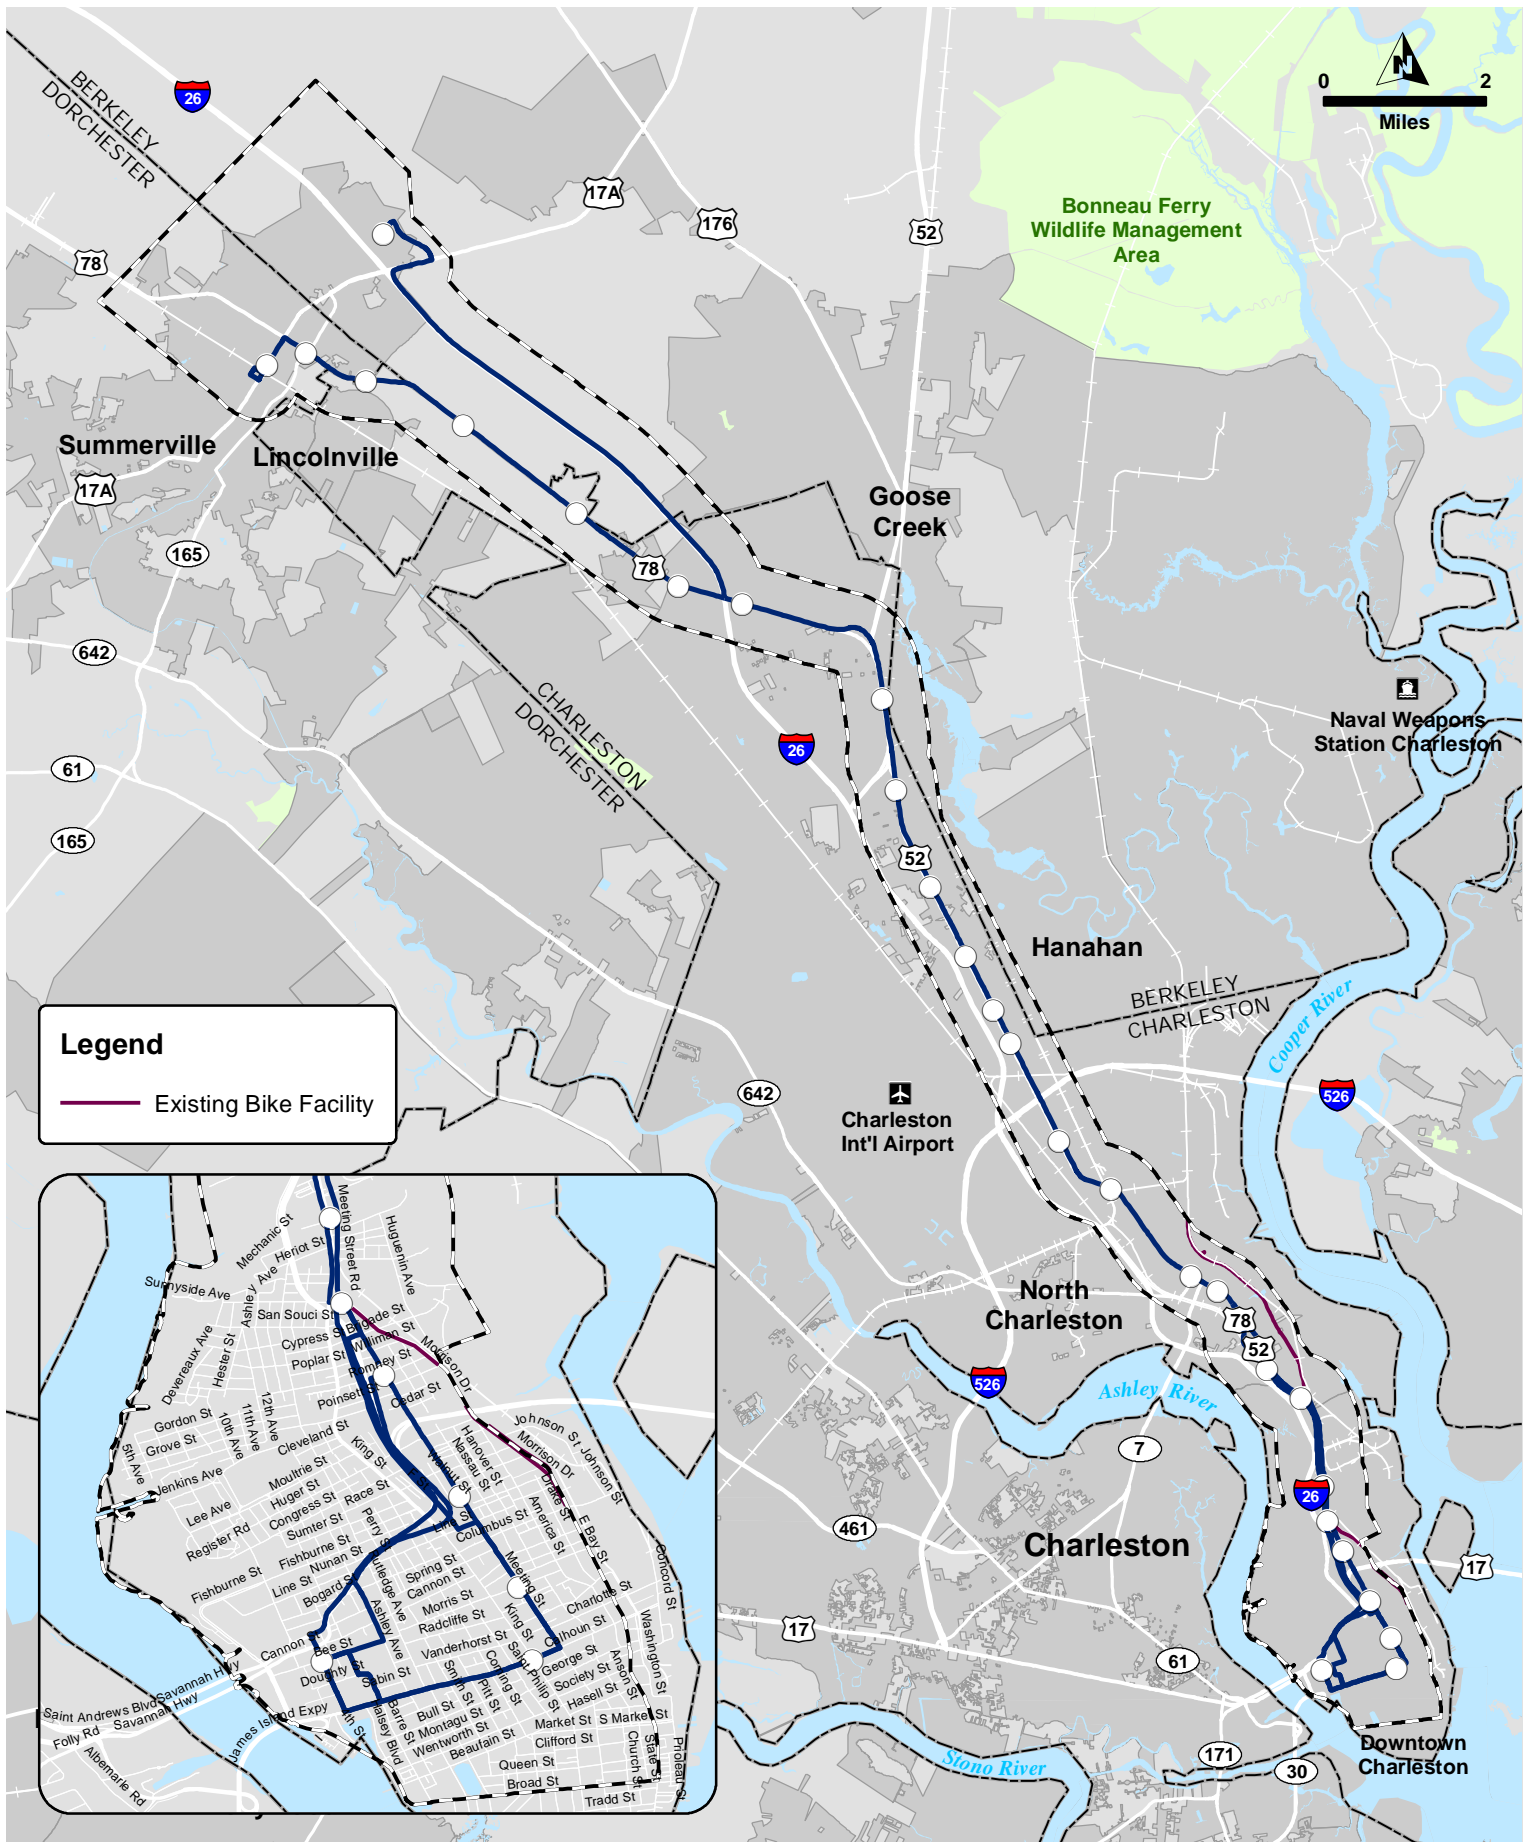 BERKELEY
DORCHESTER
26
0
2
Miles
N
17A
176
52
78
Bonneau Ferry
Wildlife Management
Area
Summerville
Lincolnville
17A
165
Goose
Creek
78
642
CHARLESTON
DORCHESTER
26
Naval Weapons
Station Charleston
61
165
52
Hanahan
BERKELEY
CHARLESTON
Cooper River
Legend
Existing Bike Facility
642
Charleston
Int'l Airport
526
North
Charleston
78
52
526
Ashley River
7
26
461
Charleston
17
17
61
Downtown
Charleston
171
30
Stono River
Meeting Street Rd
Mechanic St
Heriot St
Huguenin Ave
Sunnyside Ave
Ashley Ave
San Souci St
Cypress S
Brigade St
Williman St
Poplar St
Romney St
Morrison Dr
Devereaux Ave
Hester St
Poinsett St
Cedar St
12th Ave
11th Ave
10th Ave
Gordon St
Grove St
5th Ave
Cleveland St
King St
Hanover St
Nassau St
Johnson St
Johnson St
Morrison Dr
Jenkins Ave
Moultrie St
Huger St
Race St
Walnut St
Drake St
Lee Ave
Congress St
Sumter St
Perry St
Columbus St
America St
E Bay St
Register Rd
Fishburne St
Nunan St
Rutledge Ave
Spring St
Cannon St
Meeting St
Concord St
Fishburne St
Line St
Bogard St
Morris St
Radcliffe St
Charlotte St
Ashley Ave
King St
Calhoun St
Washington St
Cannon St
Bee St
Vanderhorst St
George St
Doughty St
Sabin St
Smith St
Pitt St
Coming St
Saint Philip St
Society St
Anson St
Hasell St
Saint Andrews Blvd
Savannah Hwy
Savannah Hwy
Folly Rd
James Island Expy
Halsey Blvd
Barre St
Bull St
Montagu St
Wentworth St
Beaufain St
Market St
S Market St
Clifford St
Albemarle Rd
Queen St
Church St
State St
Prioleau St
Broad St
Tradd St